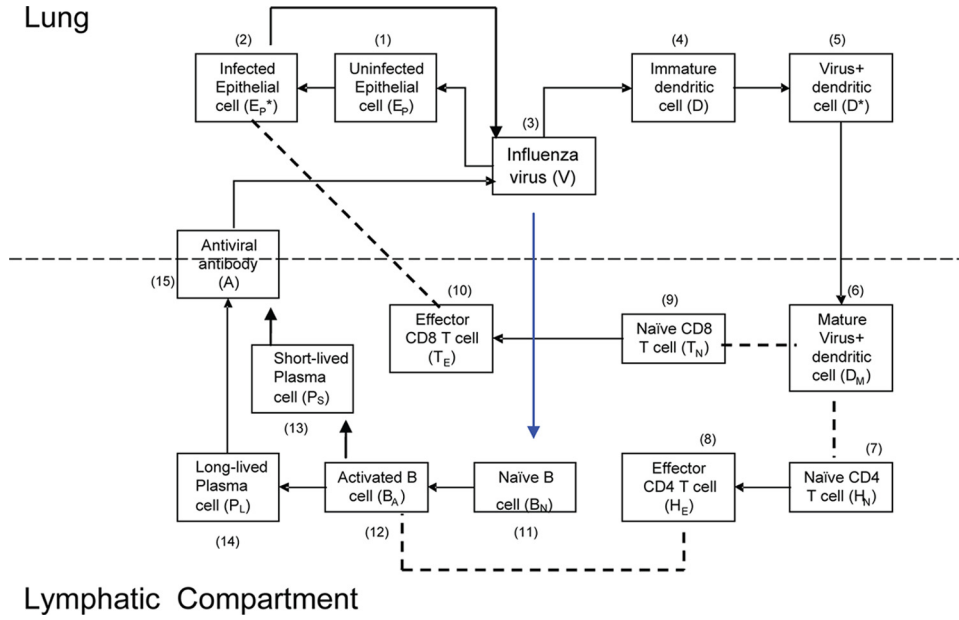 Lung
(2)
(1)
(4)
(5)
Infected
Epithelial
cell (EP*)
Uninfected
Epithelial
cell (EP)
Immature
dendritic
cell (D)
Virus+
dendritic
cell (D*)
(3)
Influenza
virus (V)
Antiviral
antibody
(A)
(15)
(10)
Effector
CD8 T cell
(TE)
(9)
Naïve CD8
T cell (TN)
(6)
Mature
Virus+
dendritic
cell (DM)
Short-lived
Plasma
cell (PS)
(13)
(8)
(7)
Long-lived
Plasma
cell (PL)
(14)
Activated B
cell (BA)
(12)
Naïve B
cell (BN)
(11)
Effector
CD4 T cell
(HE)
Naïve CD4
T cell (HN)
Lymphatic Compartment